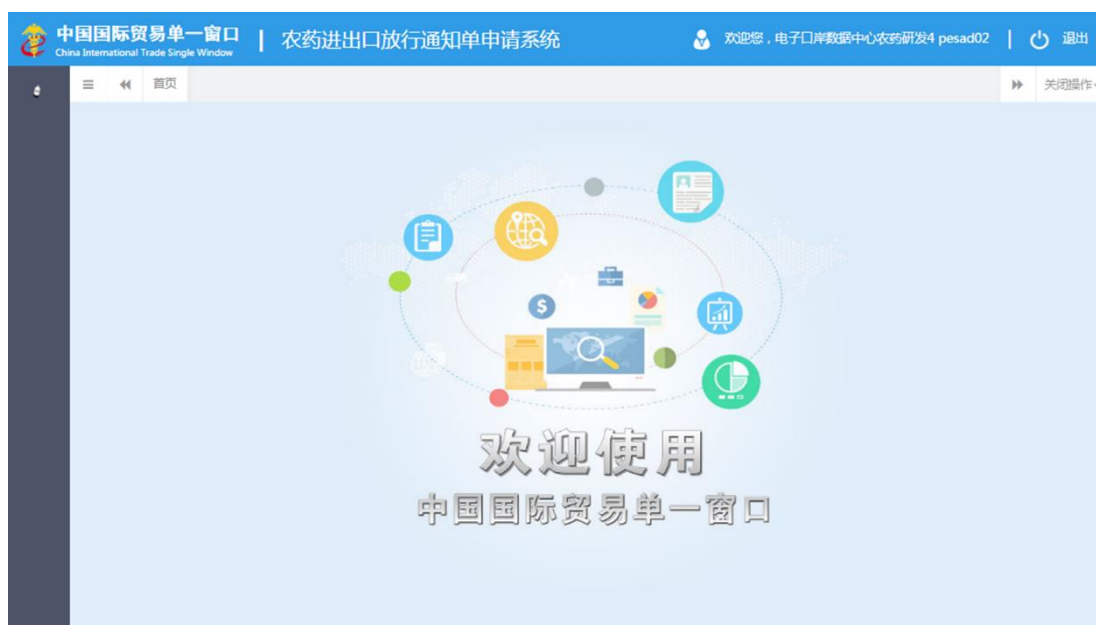 中国国际贸易单一窗口 | 农药进出口放行通知单申请系统 欢迎您，电子口岸数据中心农药研发4 pesad02 | 退出
China International Trade Single Window
首页 关闭操作
$
欢迎使用
中国国际贸易单一窗口